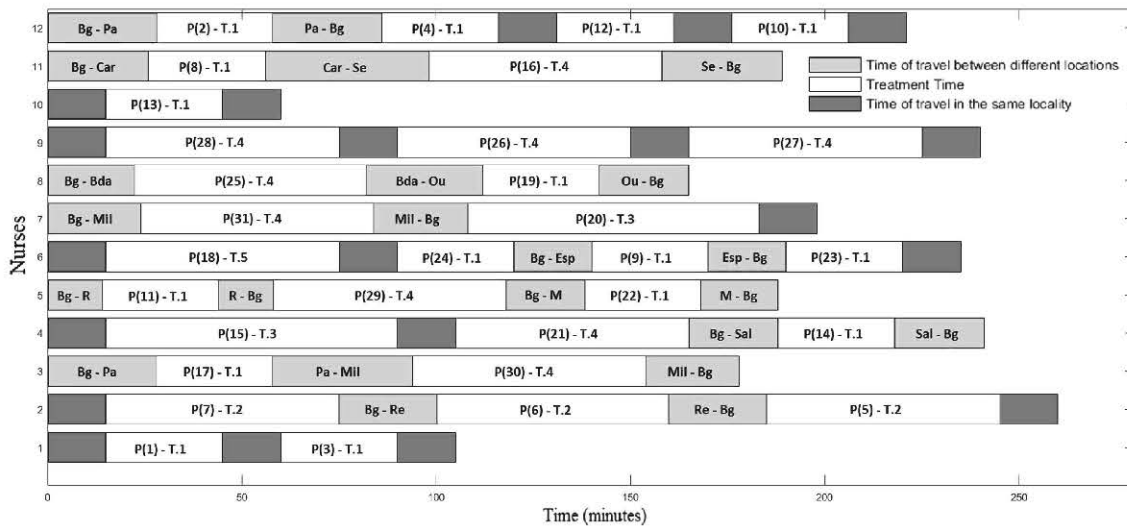 12 Bg - Pa P(2) - T.1 Pa - Bg P(4) - T.1 P(12) - T.1 P(10) - T.1
11 Bg - Car P(8) - T.1 Car - Se P(16) - T.4 Se - Bg
Time of travel between different locations
Treatment Time
Time of travel in the same locality
10 P(13) - T.1
9 P(28) - T.4 P(26) - T.4 P(27) - T.4
8 Bg - Bda P(25) - T.4 Bda - Ou P(19) - T.1 Ou - Bg
7 Bg - Mil P(31) - T.4 Mil - Bg P(20) - T.3
6 P(18) - T.5 P(24) - T.1 Bg - Esp P(9) - T.1 Esp - Bg P(23) - T.1
5 Bg - R P(11) - T.1 R - Bg P(29) - T.4 Bg - M P(22) - T.1 M - Bg
4 P(15) - T.3 P(21) - T.4 Bg - Sal P(14) - T.1 Sal - Bg
3 Bg - Pa P(17) - T.1 Pa - Mil P(30) - T.4 Mil - Bg
2 P(7) - T.2 Bg - Re P(6) - T.2 Re - Bg P(5) - T.2
1 P(1) - T.1 P(3) - T.1
Nurses
0 50 100 150 200 250
Time (minutes)